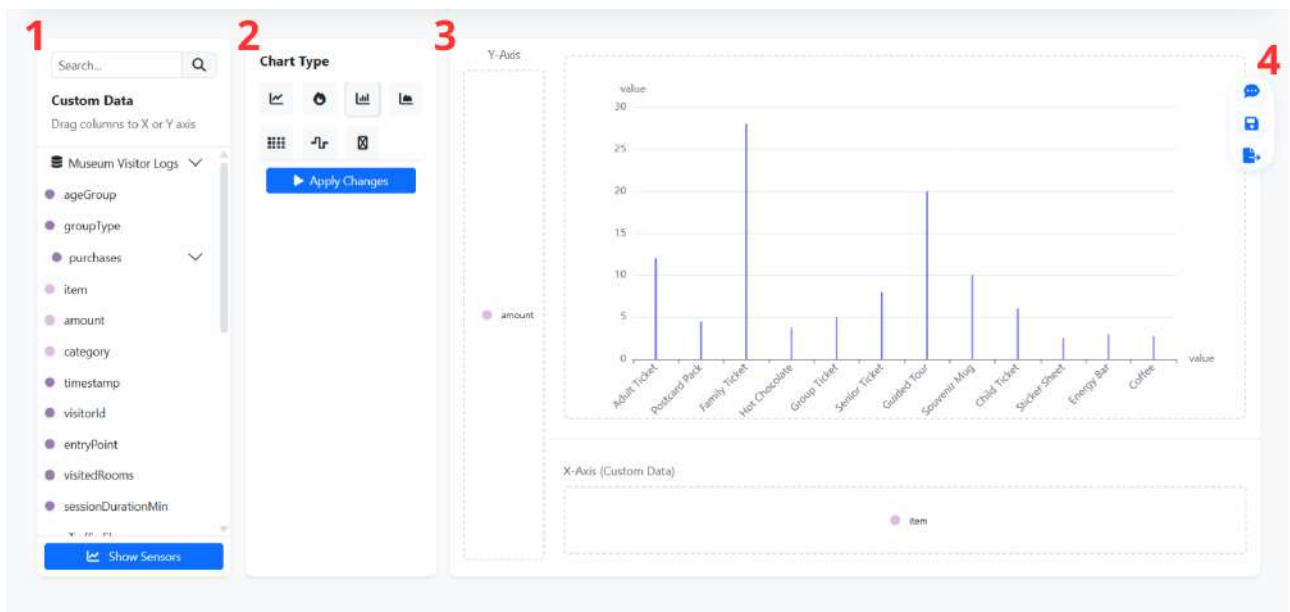 1
Search...
Custom Data
Drag columns to X or Y axis
Museum Visitor Logs
ageGroup
groupType
purchases
item
amount
category
timestamp
visitorId
entryPoint
visitedRooms
sessionDurationMin
Show Sensors
2
Chart Type
Apply Changes
3
Y-Axis
amount
value
30
25
20
15
10
5
0
value
Adult Ticket
Postcard Pack
Family Ticket
Hot Chocolate
Group Ticket
Senior Ticket
Guided Tour
Souvenir Mug
Child Ticket
Sticker Sheet
Energy Bar
Coffee
X-Axis (Custom Data)
item
4